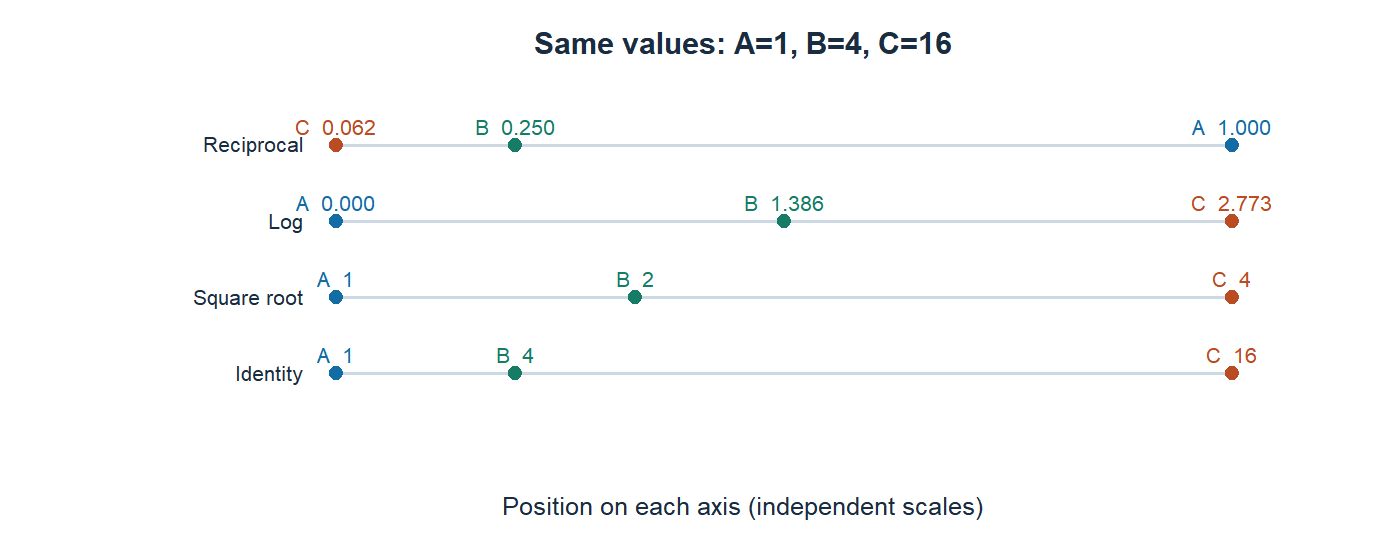 Same values: A=1, B=4, C=16
C 0.062 B 0.250 A 1.000
Reciprocal
A 0.000 B 1.386 C 2.773
Log
A 1 B 2 C 4
Square root
A 1 B 4 C 16
Identity
Position on each axis (independent scales)